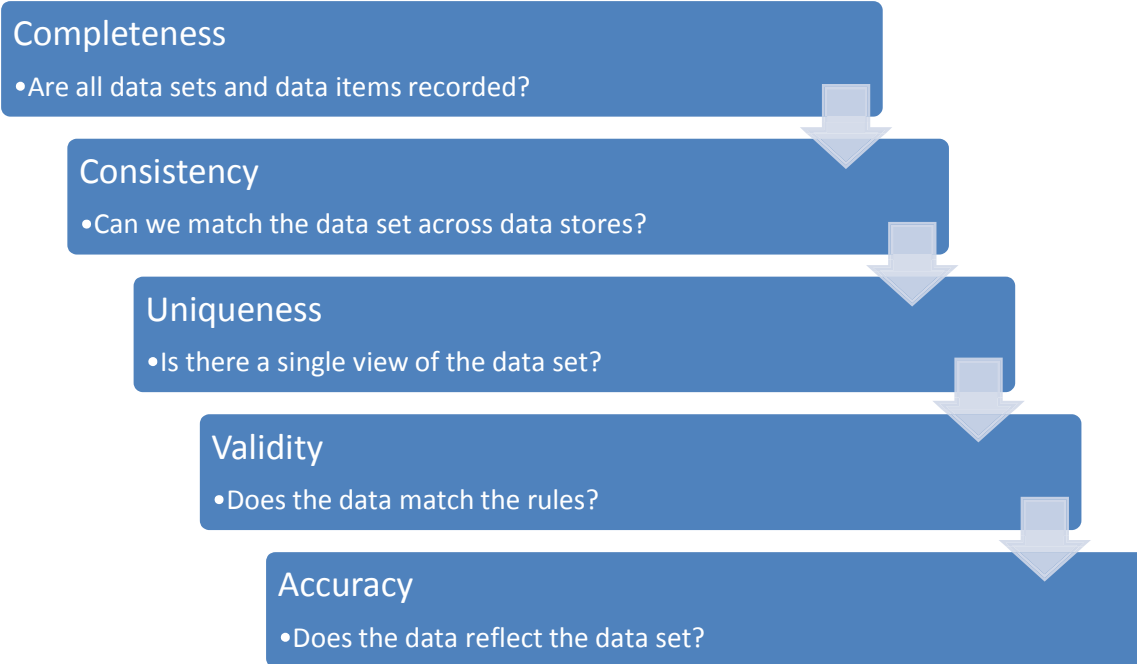 Completeness
•Are all data sets and data items recorded?
Consistency
•Can we match the data set across data stores?
Uniqueness
•Is there a single view of the data set?
Validity
•Does the data match the rules?
Accuracy
•Does the data reflect the data set?